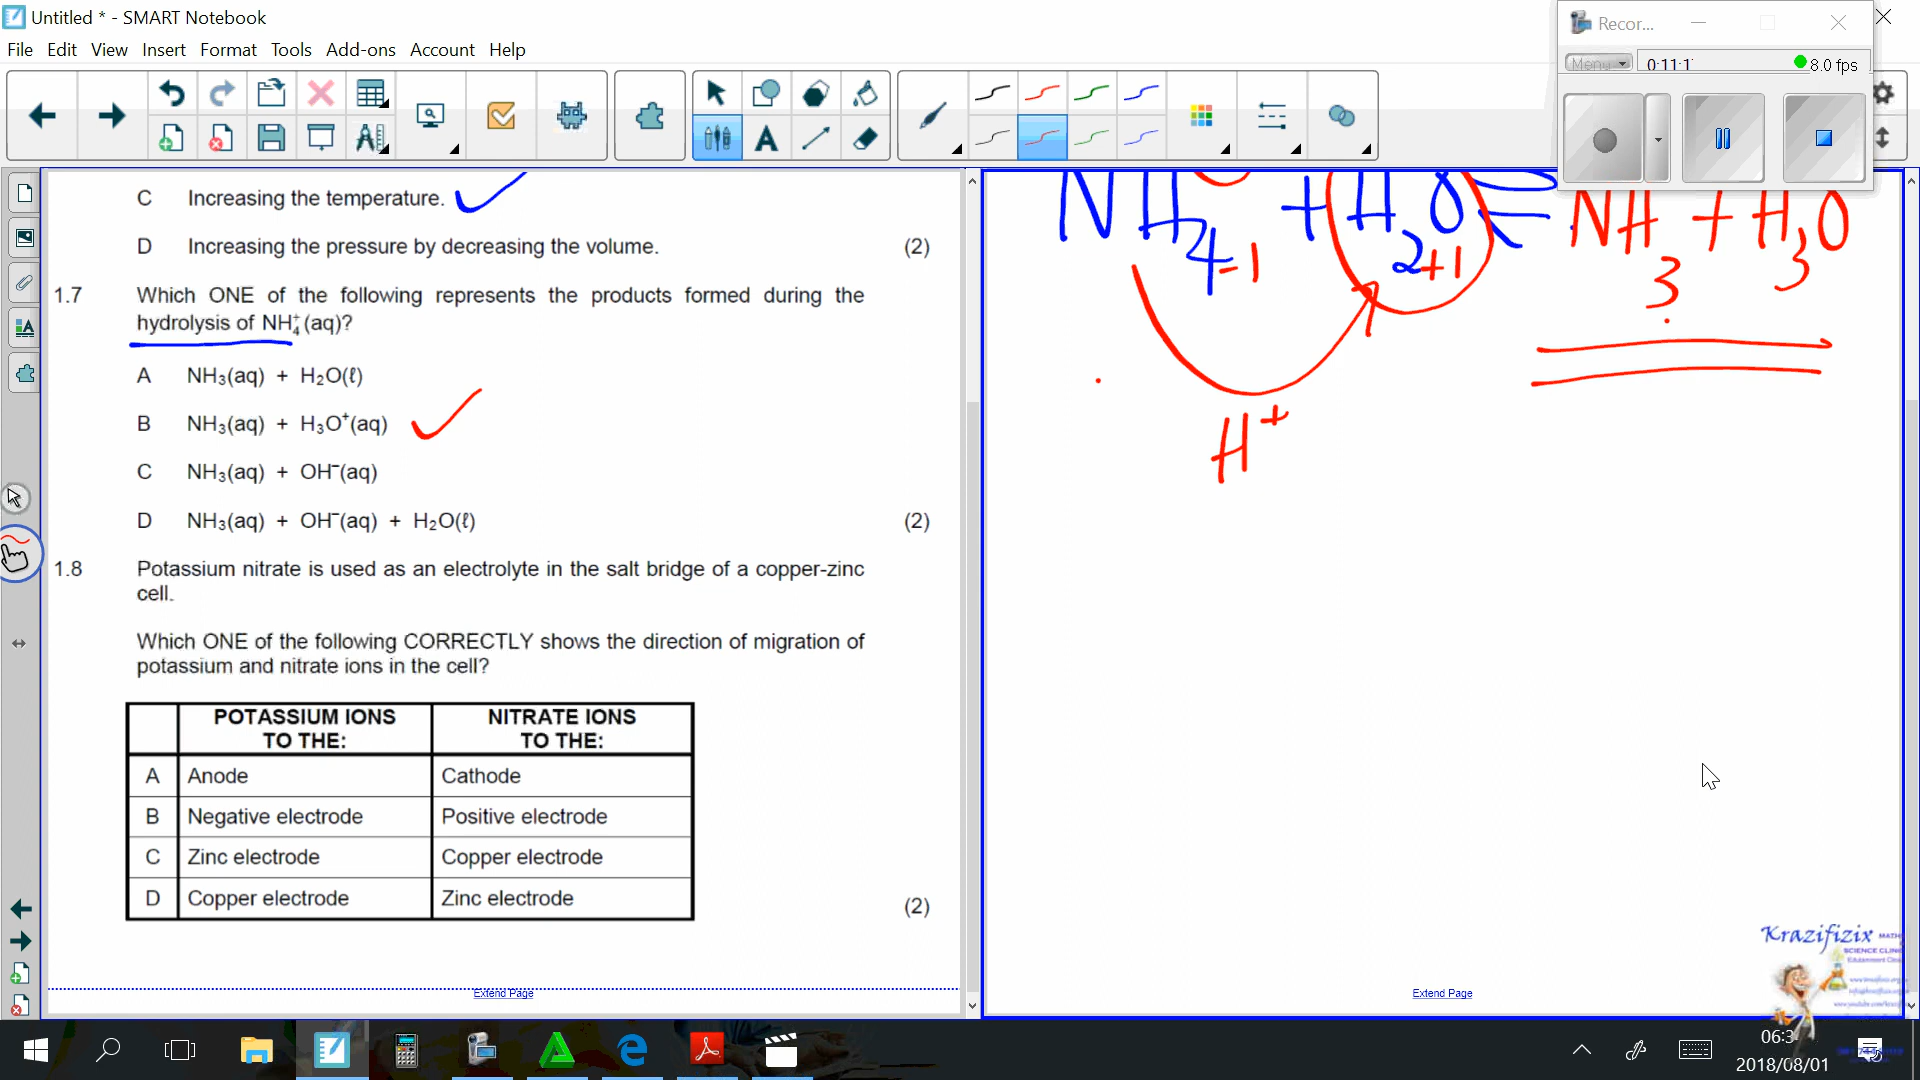 Untitled * - SMART Notebook
Recor...
File Edit View Insert Format Tools Add-ons Account Help
Menu
0:11:1
8.0 fps
C Increasing the temperature.
D Increasing the pressure by decreasing the volume. (2)
1.7 Which ONE of the following represents the products formed during the
hydrolysis of NH₄⁺(aq)?
A NH₃(aq) + H₂O(ℓ)
B NH₃(aq) + H₃O⁺(aq)
C NH₃(aq) + OH⁻(aq)
D NH₃(aq) + OH⁻(aq) + H₂O(ℓ) (2)
1.8 Potassium nitrate is used as an electrolyte in the salt bridge of a copper-zinc
cell.
Which ONE of the following CORRECTLY shows the direction of migration of
potassium and nitrate ions in the cell?
POTASSIUM IONS TO THE: NITRATE IONS TO THE:
A Anode Cathode
B Negative electrode Positive electrode
C Zinc electrode Copper electrode
D Copper electrode Zinc electrode
(2)
Extend Page
NH₄ + H₂O ⇌ NH₃ + H₃O
-1 +1
H⁺
Krazifizix
SCIENCE CLINIC
Extend Page
06:3
2018/08/01